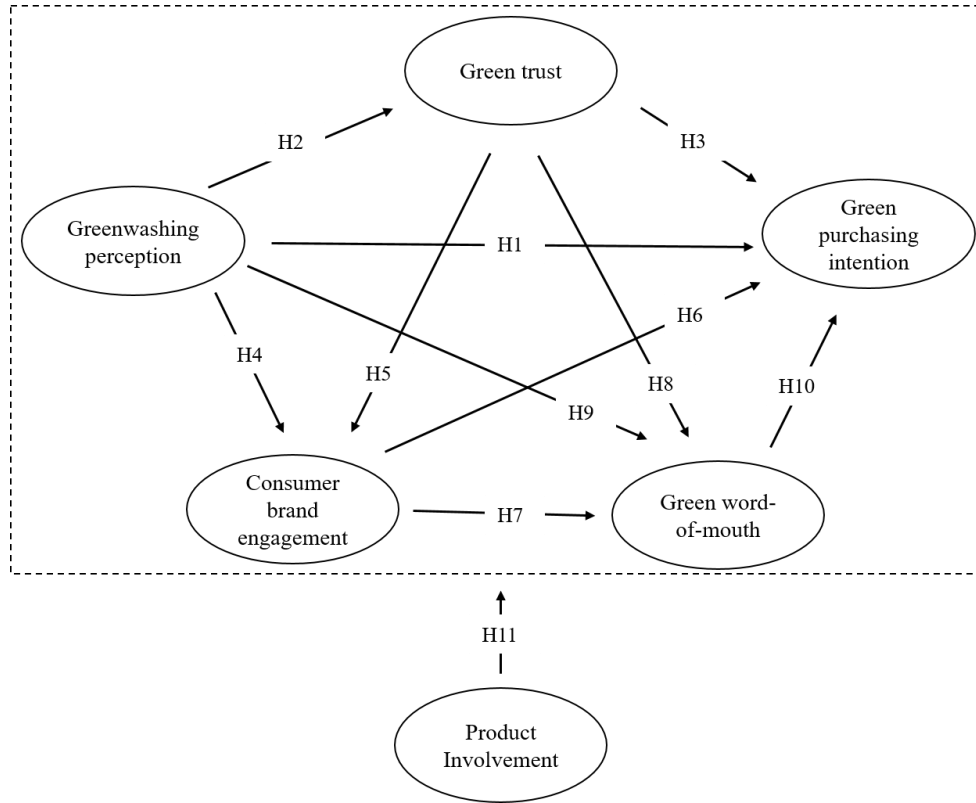 Green trust
H2
H3
Greenwashing
perception
H1
Green
purchasing
intention
H6
H4
H5
H8
H10
H9
Consumer
brand
engagement
H7
Green word-
of-mouth
H11
Product
Involvement